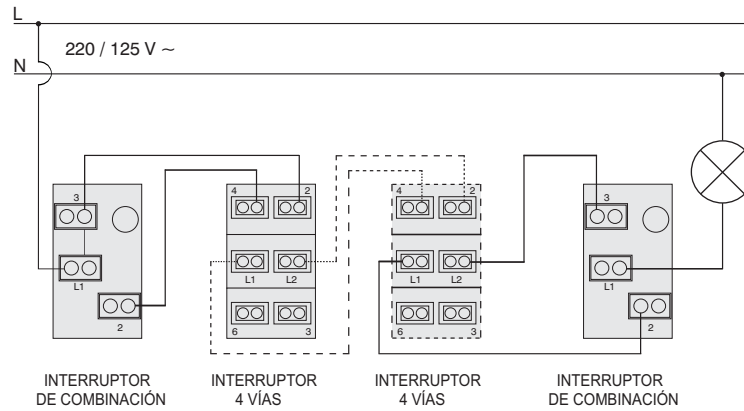 L
220 / 125 V ~
N
3
L1
2
4 2
L1 L2
6 3
4 2
L1 L2
6 3
3
L1
2
INTERRUPTOR
DE COMBINACIÓN
INTERRUPTOR
4 VÍAS
INTERRUPTOR
4 VÍAS
INTERRUPTOR
DE COMBINACIÓN